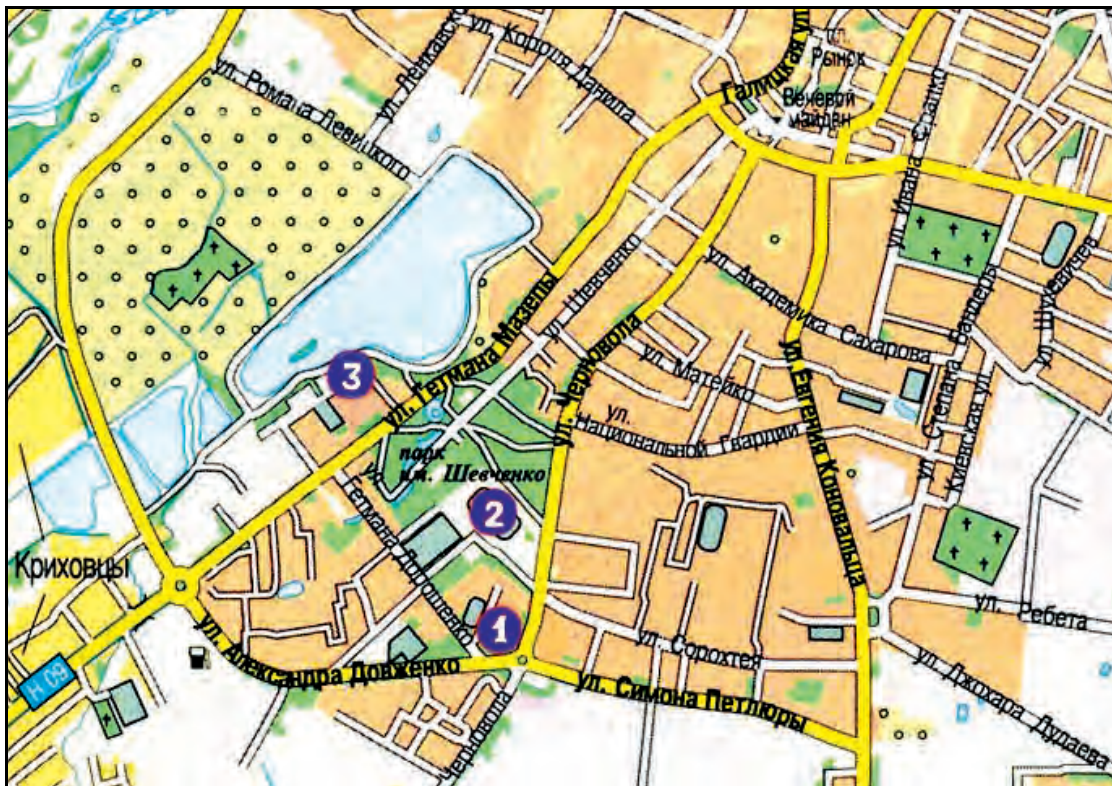 ул. Короля Данила
ул. Романа Левицкого
Галицкая ул.
пл.
Рынок
Вечевой
майдан
ул. Ивана Франко
ул. Шевченко
ул. Гетмана Мазепы
ул. Академика Сахарова
ул. Степана Бандеры
ул. Черновола
ул. Матейко
ул.
Национальной Гвардии
ул. Евгения Коновальца
Киевская ул.
3
парк
им. Шевченко
2
ул. Гетмана Дорошенко
Криховцы
1
ул. Сорохтея
ул. Ребета
ул. Александра Довженко
ул. Симона Петлюры
ул. Джохара Дудаева
Черновола
Н 09